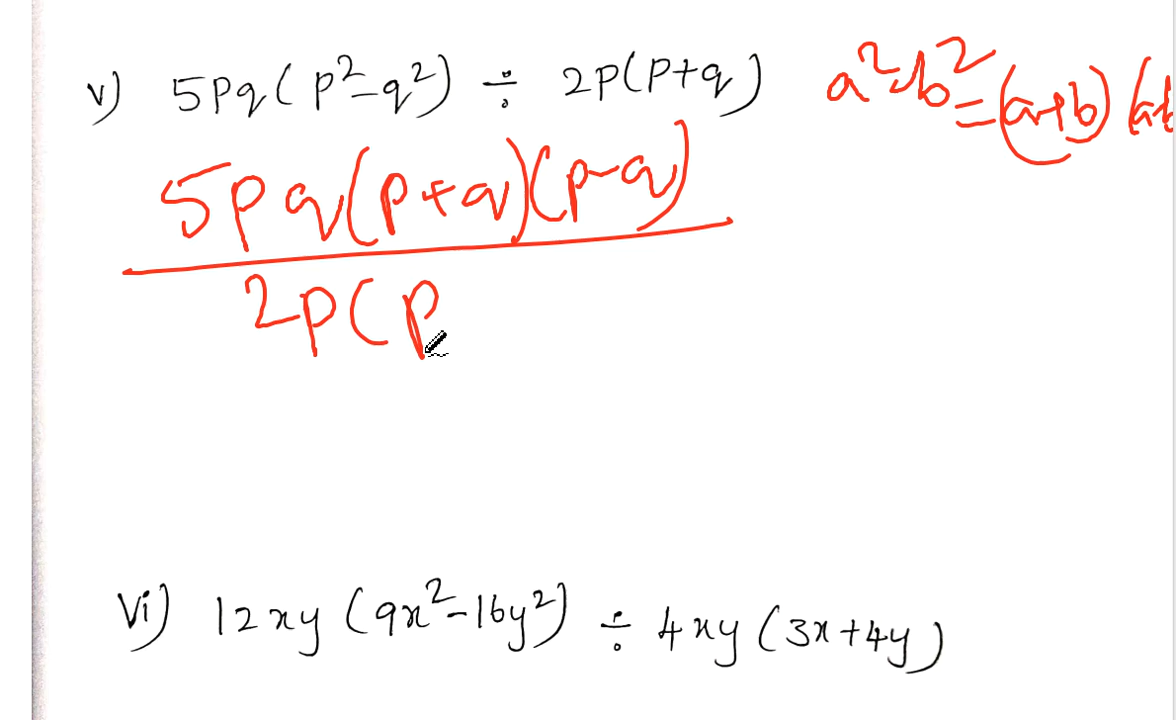 v) 5pq(p²-q²) ÷ 2p(p+q) a²-b²=(a+b)(a-b
5pq(p+q)(p-q)
2p(p
vi) 12xy(9x²-16y²) ÷ 4xy(3x+4y)